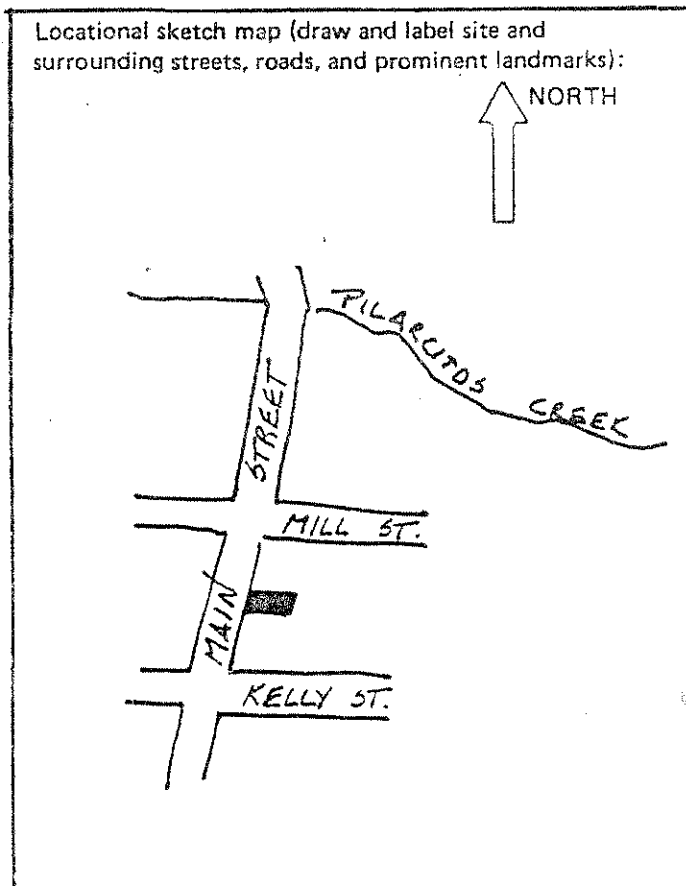 Locational sketch map (draw and label site and
surrounding streets, roads, and prominent landmarks):
NORTH
PILARCITOS CREEK
MAIN STREET
MILL ST.
KELLY ST.